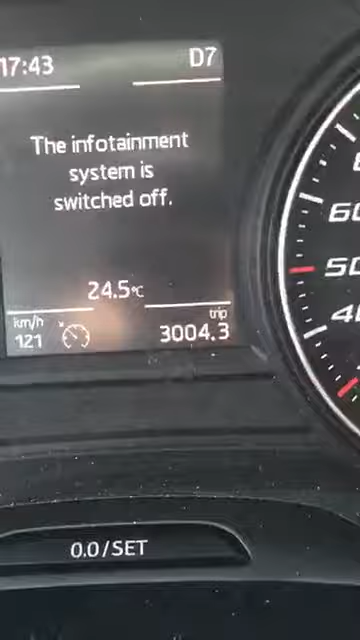 17:43 D7
The infotainment
system is
switched off.
24.5°C
km/h trip
121 3004.3
60
50
0.0/SET